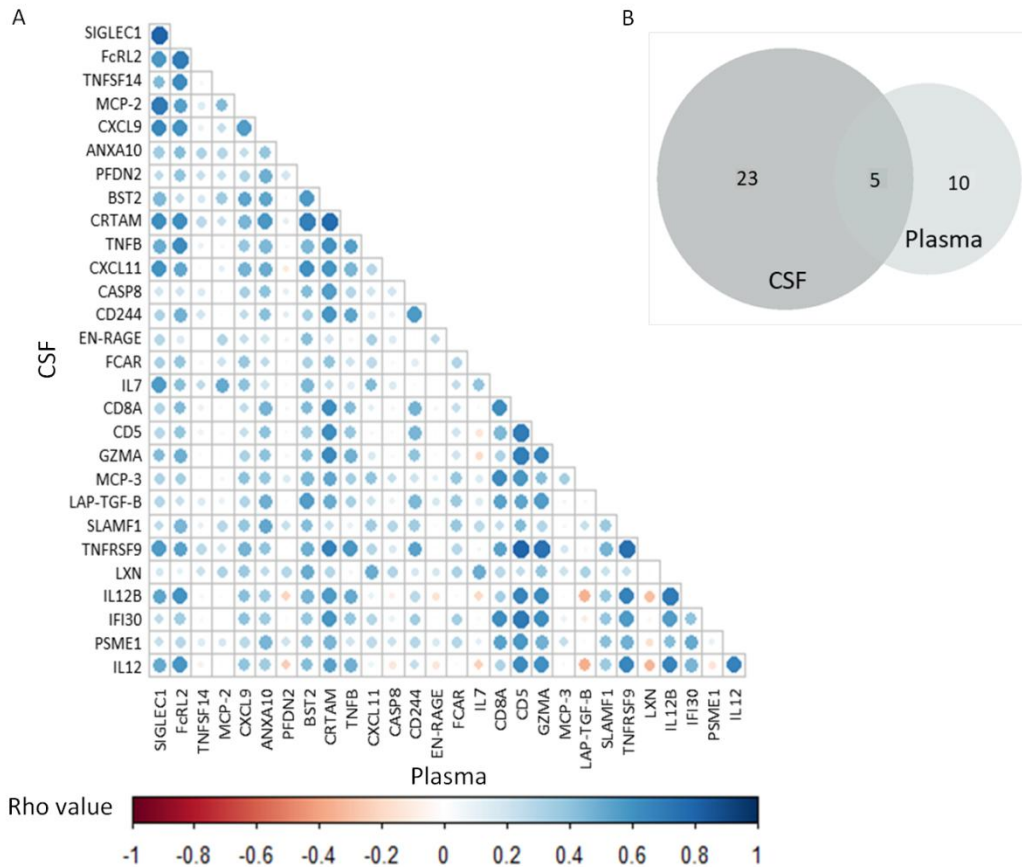 A
SIGLEC1
FcRL2
TNFSF14
MCP-2
CXCL9
ANXA10
PFDN2
BST2
CRTAM
TNFB
CXCL11
CASP8
CD244
EN-RAGE
FCAR
IL7
CD8A
CD5
GZMA
MCP-3
LAP-TGF-B
SLAMF1
TNFRSF9
LXN
IL12B
IFI30
PSME1
IL12
CSF
SIGLEC1
FcRL2
TNFSF14
MCP-2
CXCL9
ANXA10
PFDN2
BST2
CRTAM
TNFB
CXCL11
CASP8
CD244
EN-RAGE
FCAR
IL7
CD8A
CD5
GZMA
MCP-3
LAP-TGF-B
SLAMF1
TNFRSF9
LXN
IL12B
IFI30
PSME1
IL12
Plasma
Rho value
-1 -0.8 -0.6 -0.4 -0.2 0 0.2 0.4 0.6 0.8 1
B
23 5 10
Plasma
CSF